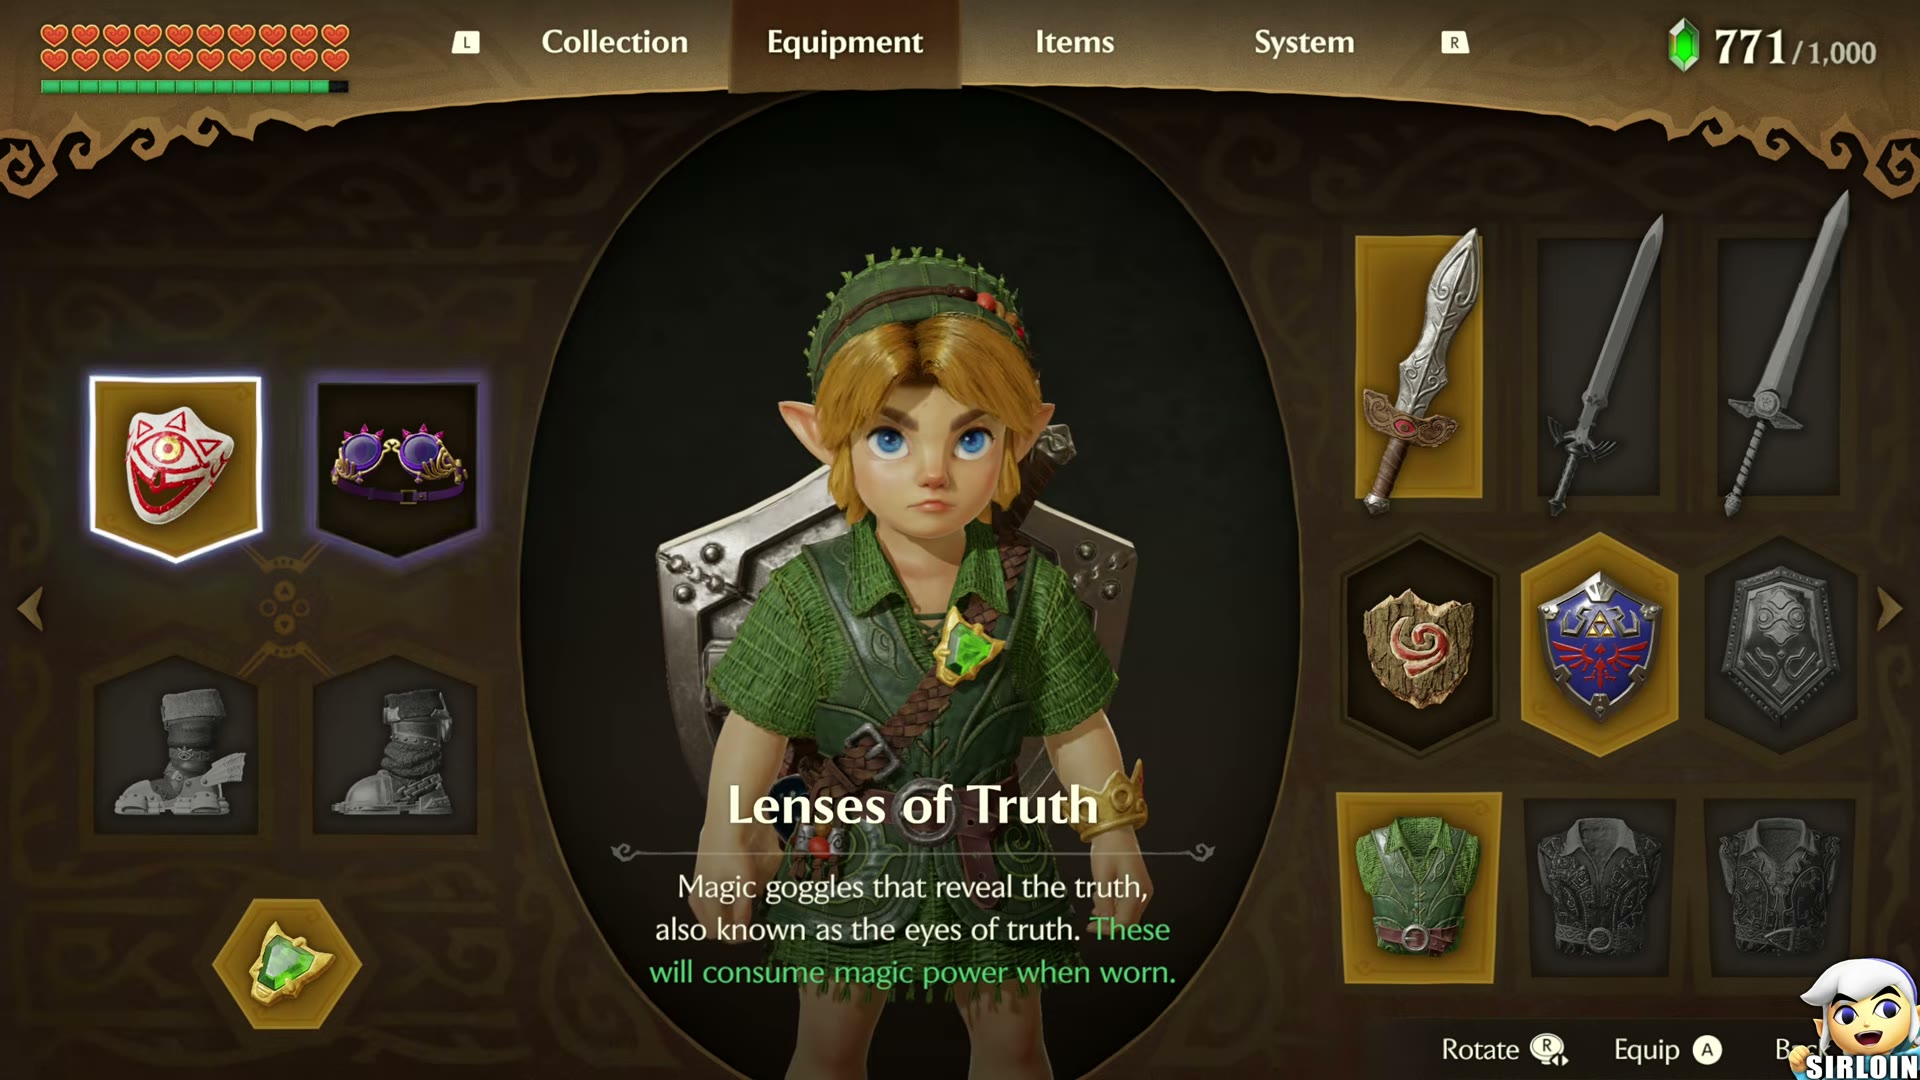 L Collection Equipment Items System R 771/1,000
Lenses of Truth
Magic goggles that reveal the truth,
also known as the eyes of truth. These
will consume magic power when worn.
Rotate R Equip A
SIRLOIN